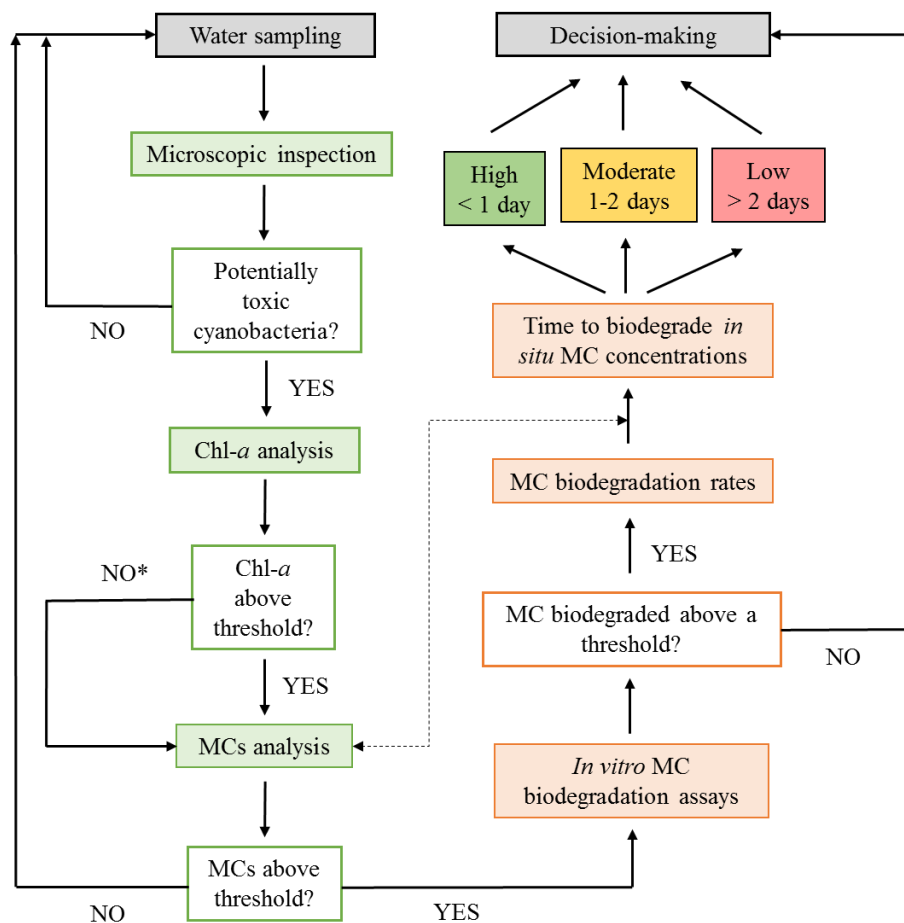 Water sampling
Microscopic inspection
Potentially
toxic
cyanobacteria?
NO
YES
Chl-a analysis
NO*
Chl-a
above
threshold?
YES
MCs analysis
MCs above
threshold?
NO
YES
In vitro MC
biodegradation assays
MC biodegraded above a
threshold?
NO
YES
MC biodegradation rates
Time to biodegrade in
situ MC concentrations
High
< 1 day
Moderate
1-2 days
Low
> 2 days
Decision-making